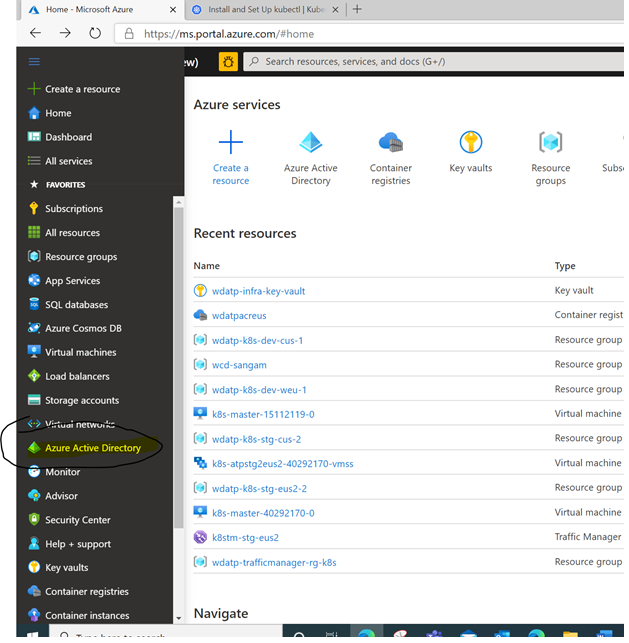 Home - Microsoft Azure
Install and Set Up kubectl | Kube
https://ms.portal.azure.com/#home
ew)
Search resources, services, and docs (G+/)
Create a resource
Home
Dashboard
All services
FAVORITES
Subscriptions
All resources
Resource groups
App Services
SQL databases
Azure Cosmos DB
Virtual machines
Load balancers
Storage accounts
Virtual networks
Azure Active Directory
Monitor
Advisor
Security Center
Help + support
Key vaults
Container registries
Container instances
Azure services
Create a
resource
Azure Active
Directory
Container
registries
Key vaults
Resource
groups
Subsc
Recent resources
Name Type
wdatp-infra-key-vault Key vault
wdatpacreus Container regist
wdatp-k8s-dev-cus-1 Resource group
wcd-sangam Resource group
wdatp-k8s-dev-weu-1 Resource group
k8s-master-15112119-0 Virtual machine
wdatp-k8s-stg-cus-2 Resource group
k8s-atpstg2eus2-40292170-vmss Virtual machine
wdatp-k8s-stg-eus2-2 Resource group
k8s-master-40292170-0 Virtual machine
k8stm-stg-eus2 Traffic Manager
wdatp-trafficmanager-rg-k8s Resource group
Navigate
Type here to search